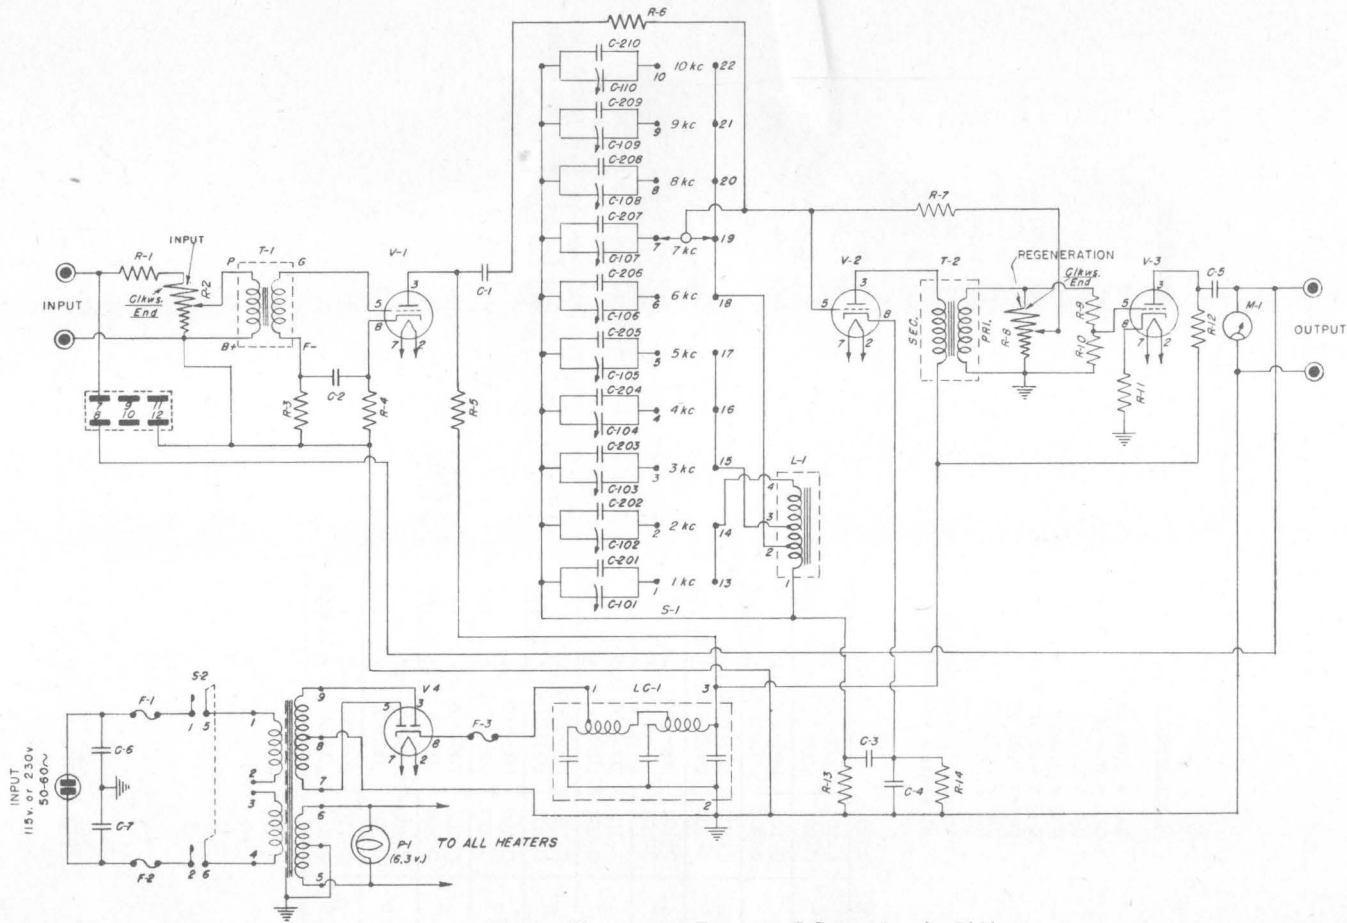 R-6
C-210
10 kc
22
10
C-110
C-209
9 kc
21
9
C-109
C-208
8 kc
20
8
C-108
C-207
7
7 kc
19
C-107
C-206
6 kc
18
6
C-106
C-205
5 kc
17
5
C-105
C-204
4 kc
16
4
C-104
C-203
3 kc
15
3
C-103
C-202
2 kc
14
2
C-102
C-201
1 kc
13
1
C-101
S-1
INPUT
R-1
R-2
Clkws.
End
INPUT
P
T-1
G
B+
F-
V-1
3
5
8
7
2
C-1
R-3
C-2
R-4
R-5
7 9 11
8 10 12
L-1
4
3
2
1
R-7
V-2
3
5
8
7
2
T-2
SEC.
PRI.
REGENERATION
Clkws.
End
R-8
R-9
R-10
V-3
3
5
8
7
2
R-11
C-5
R-12
M-1
OUTPUT
INPUT
115v. or 230v.
50-60~
F-1
C-6
C-7
F-2
S-2
1 5
2 6
1
2
3
4
9
8
7
6
5
V4
5
3
8
7
2
F-3
1
LC-1
3
2
P-1
(6.3 v.)
TO ALL HEATERS
C-3
R-13
C-4
R-14